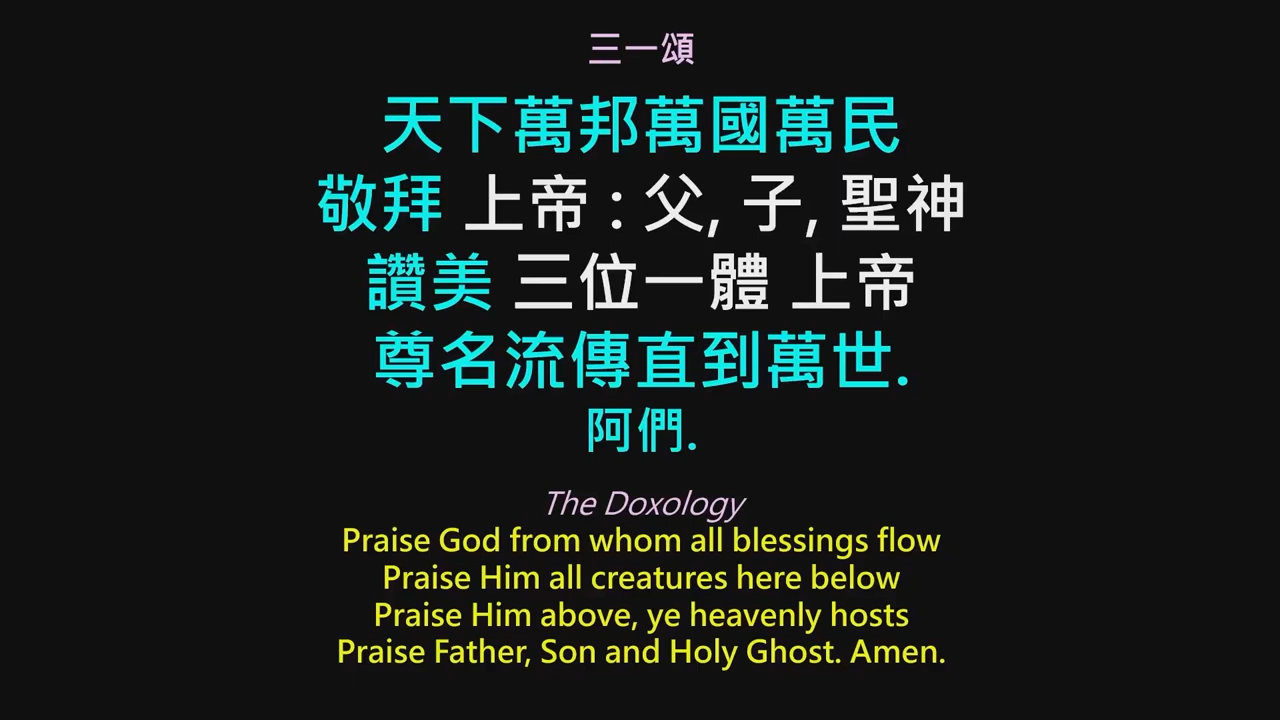 三一頌
天下萬邦萬國萬民
敬拜 上帝 : 父, 子, 聖神
讚美 三位一體 上帝
尊名流傳直到萬世.
阿們.
The Doxology
Praise God from whom all blessings flow
Praise Him all creatures here below
Praise Him above, ye heavenly hosts
Praise Father, Son and Holy Ghost. Amen.